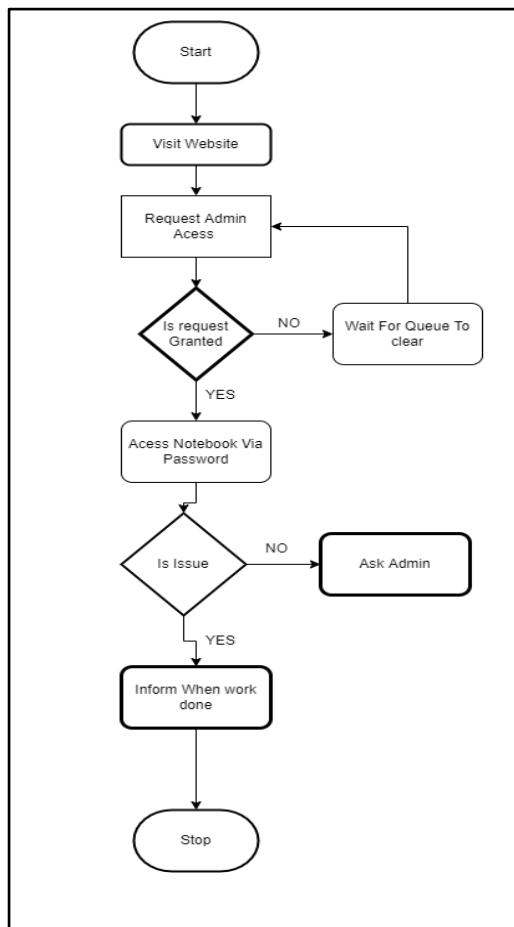 Start
Visit Website
Request Admin
Acess
Is request
Granted
NO
Wait For Queue To
clear
YES
Acess Notebook Via
Password
Is Issue
NO
Ask Admin
YES
Inform When work
done
Stop